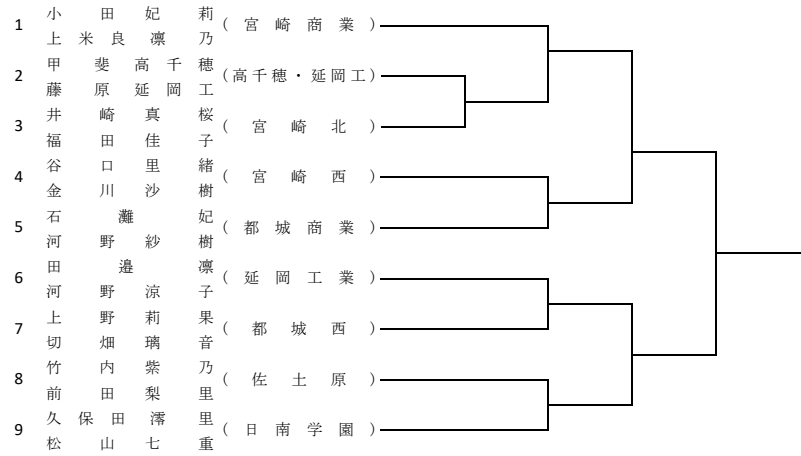 小田妃莉
1 (宮崎商業)
上米良凛乃
甲斐高千穂
2 (高千穂・延岡工)
藤原延岡工
井崎真桜
3 (宮崎北)
福田佳子
谷口里緒
4 (宮崎西)
金川沙樹
石灘妃
5 (都城商業)
河野紗樹
田邉凛
6 (延岡工業)
河野涼子
上野莉果
7 (都城西)
切畑璃音
竹内紫乃
8 (佐土原)
前田梨里
久保田澪里
9 (日南学園)
松山七重